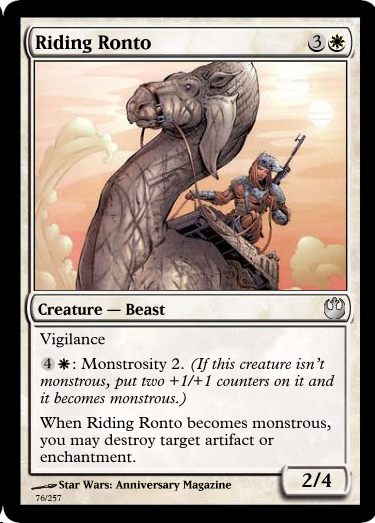 Riding Ronto 3
Creature — Beast
Vigilance
4 : Monstrosity 2. (If this creature isn't
monstrous, put two +1/+1 counters on it and
it becomes monstrous.)
When Riding Ronto becomes monstrous,
you may destroy target artifact or
enchantment.
Star Wars: Anniversary Magazine
2/4
76/257